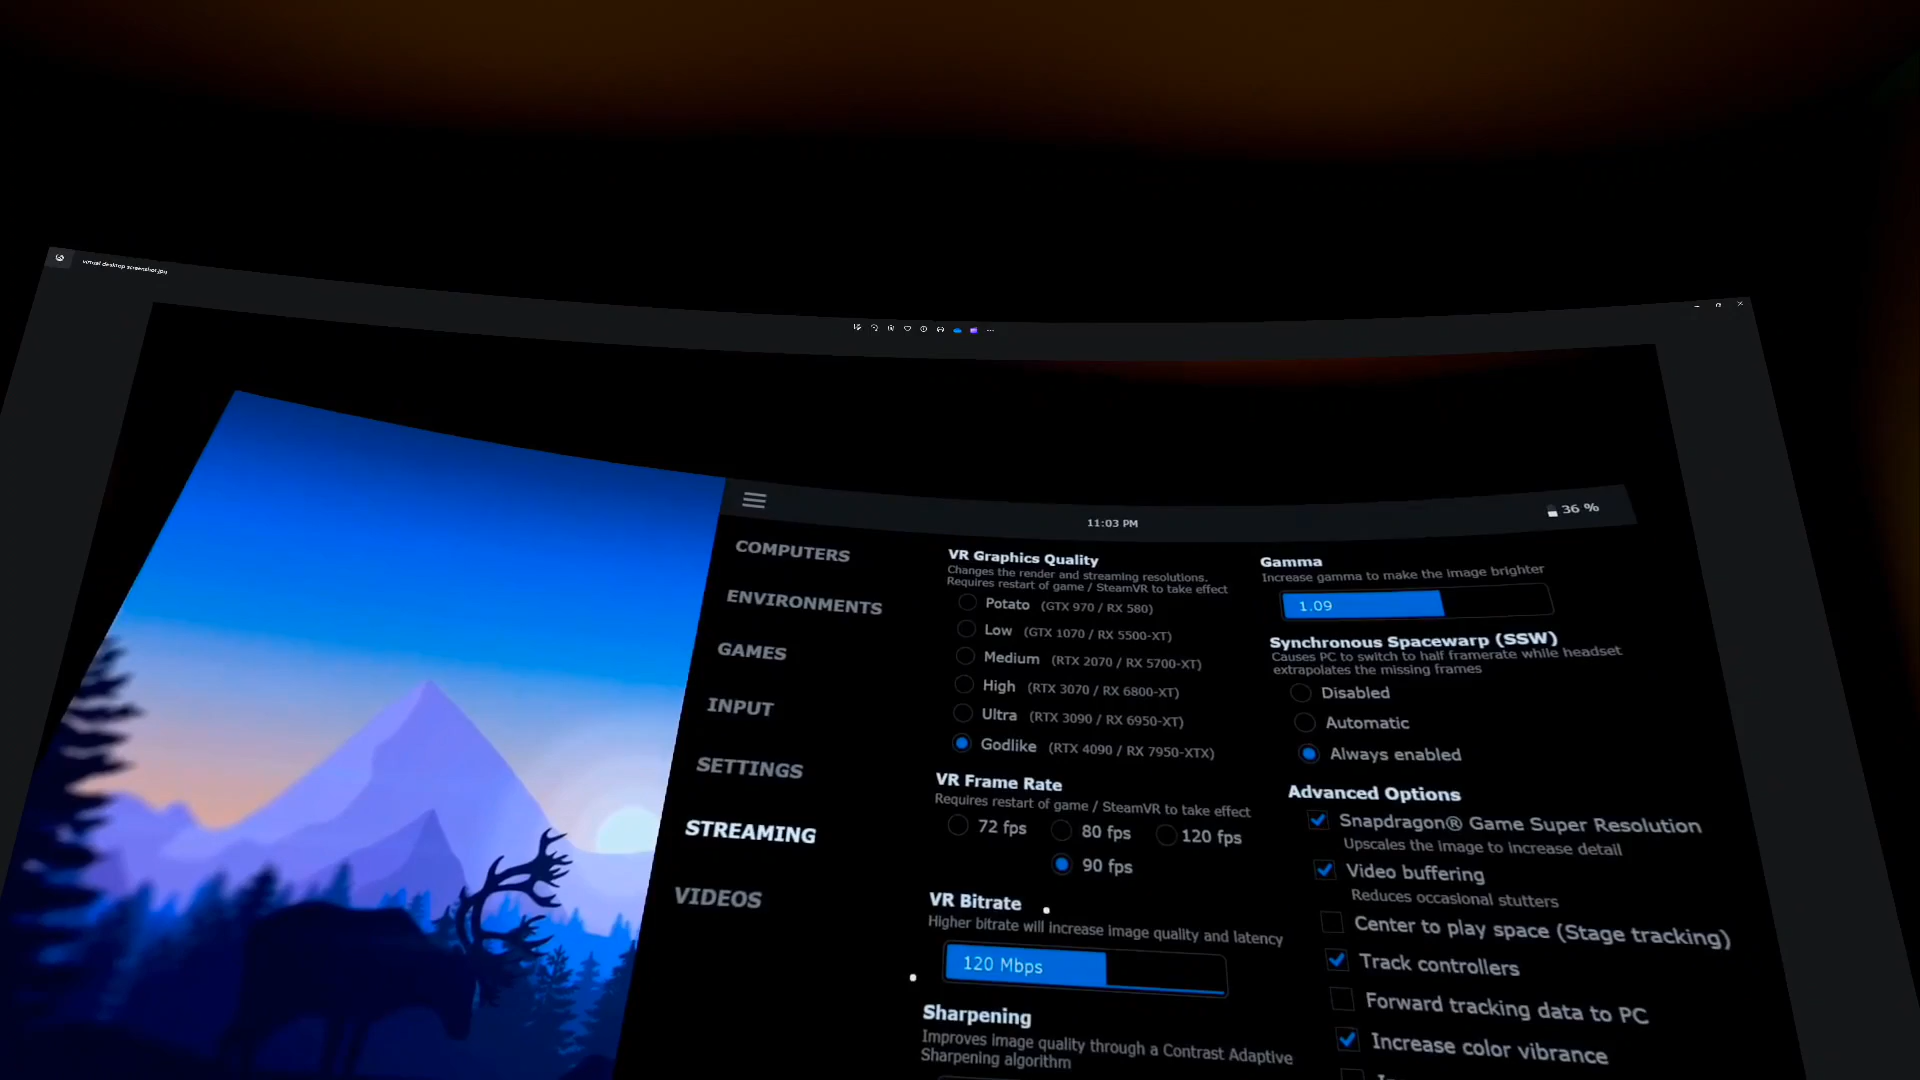 virtual desktop screenshot.jpg
11:03 PM
36 %
COMPUTERS
ENVIRONMENTS
GAMES
INPUT
SETTINGS
STREAMING
VIDEOS
VR Graphics Quality
Changes the render and streaming resolutions.
Requires restart of game / SteamVR to take effect
Potato (GTX 970 / RX 580)
Low (GTX 1070 / RX 5500-XT)
Medium (RTX 2070 / RX 5700-XT)
High (RTX 3070 / RX 6800-XT)
Ultra (RTX 3090 / RX 6950-XT)
Godlike (RTX 4090 / RX 7950-XTX)
VR Frame Rate
Requires restart of game / SteamVR to take effect
72 fps 80 fps 120 fps
90 fps
VR Bitrate
Higher bitrate will increase image quality and latency
120 Mbps
Sharpening
Improves image quality through a Contrast Adaptive
Sharpening algorithm
Gamma
Increase gamma to make the image brighter
1.09
Synchronous Spacewarp (SSW)
Causes PC to switch to half framerate while headset
extrapolates the missing frames
Disabled
Automatic
Always enabled
Advanced Options
Snapdragon® Game Super Resolution
Upscales the image to increase detail
Video buffering
Reduces occasional stutters
Center to play space (Stage tracking)
Track controllers
Forward tracking data to PC
Increase color vibrance